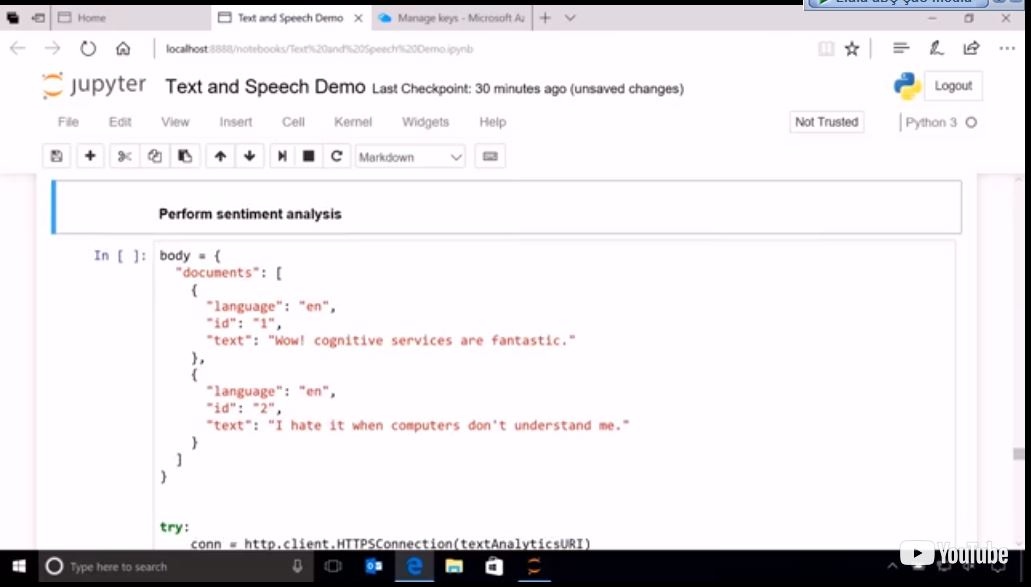 Home
Text and Speech Demo
Manage keys - Microsoft Az
localhost:8888/notebooks/Text%20and%20Speech%20Demo.ipynb
jupyter Text and Speech Demo Last Checkpoint: 30 minutes ago (unsaved changes)
Logout
File Edit View Insert Cell Kernel Widgets Help
Not Trusted
Python 3
Markdown
Perform sentiment analysis
In [ ]: body = {
"documents": [
{
"language": "en",
"id": "1",
"text": "Wow! cognitive services are fantastic."
},
{
"language": "en",
"id": "2",
"text": "I hate it when computers don't understand me."
}
]
}
try:
conn = http.client.HTTPSConnection(textAnalyticsURI)
Type here to search
YouTube